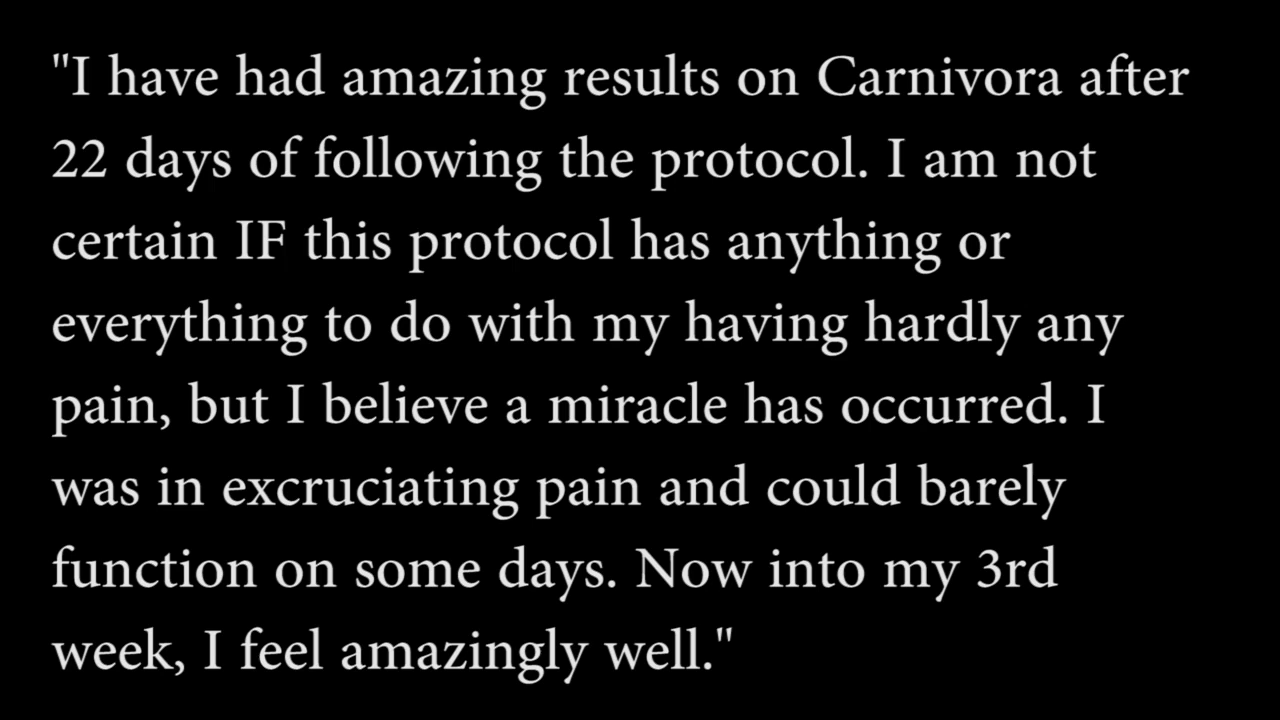 "I have had amazing results on Carnivora after
22 days of following the protocol. I am not
certain IF this protocol has anything or
everything to do with my having hardly any
pain, but I believe a miracle has occurred. I
was in excruciating pain and could barely
function on some days. Now into my 3rd
week, I feel amazingly well."